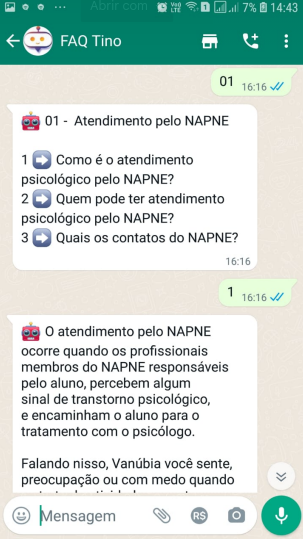 Abrir com
7% 14:43
FAQ Tino
01 16:16
01 - Atendimento pelo NAPNE
1 ➡ Como é o atendimento
psicológico pelo NAPNE?
2 ➡ Quem pode ter atendimento
psicológico pelo NAPNE?
3 ➡ Quais os contatos do NAPNE?
16:16
1 16:16
O atendimento pelo NAPNE
ocorre quando os profissionais
membros do NAPNE responsáveis
pelo aluno, percebem algum
sinal de transtorno psicológico,
e encaminham o aluno para o
tratamento com o psicólogo.
Falando nisso, Vanúbia você sente,
preocupação ou com medo quando
Mensagem
R$